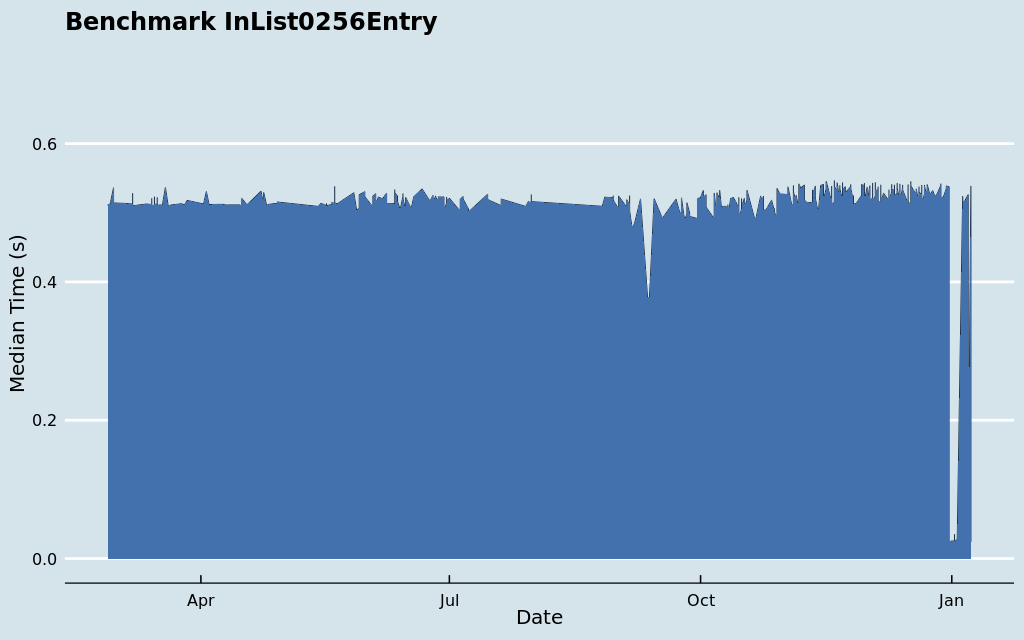 Benchmark InList0256Entry
Median Time (s)
0.6
0.4
0.2
0.0
Apr
Jul
Oct
Jan
Date